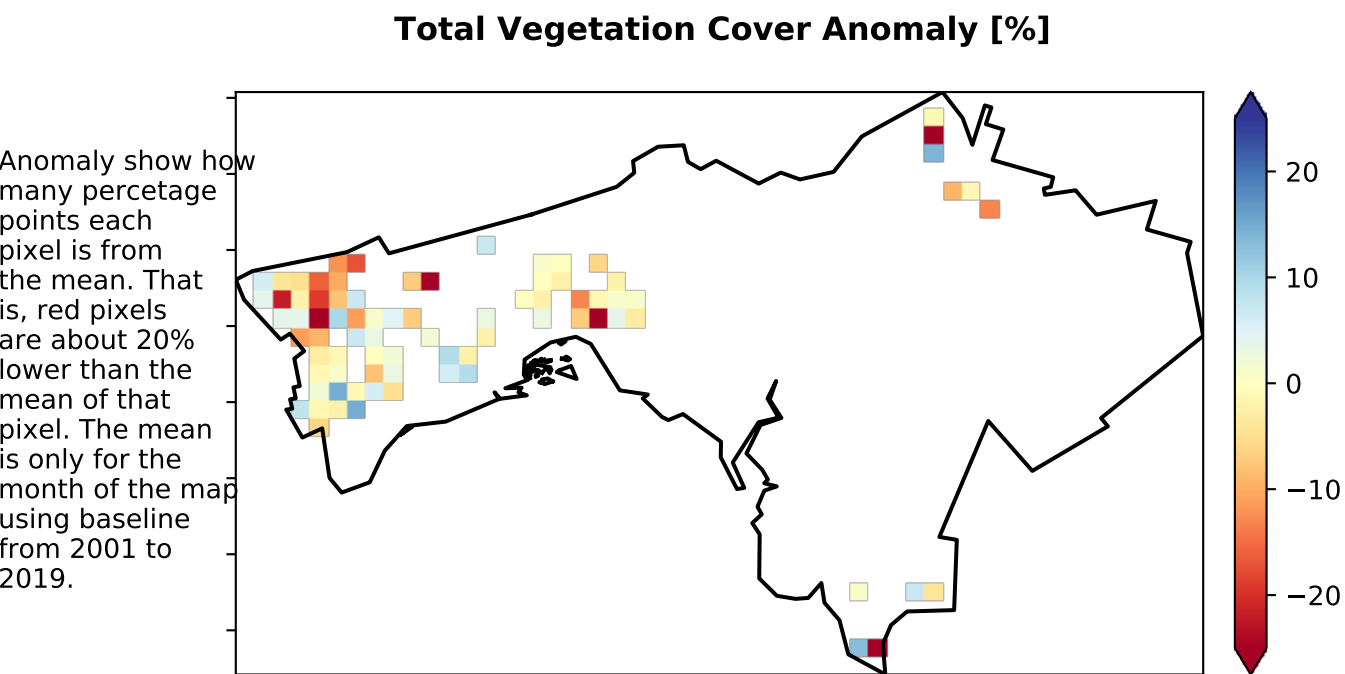 Total Vegetation Cover Anomaly [%]
Anomaly show how
many percetage
points each
pixel is from
the mean. That
is, red pixels
are about 20%
lower than the
mean of that
pixel. The mean
is only for the
month of the map
using baseline
from 2001 to
2019.
20
10
0
−10
−20